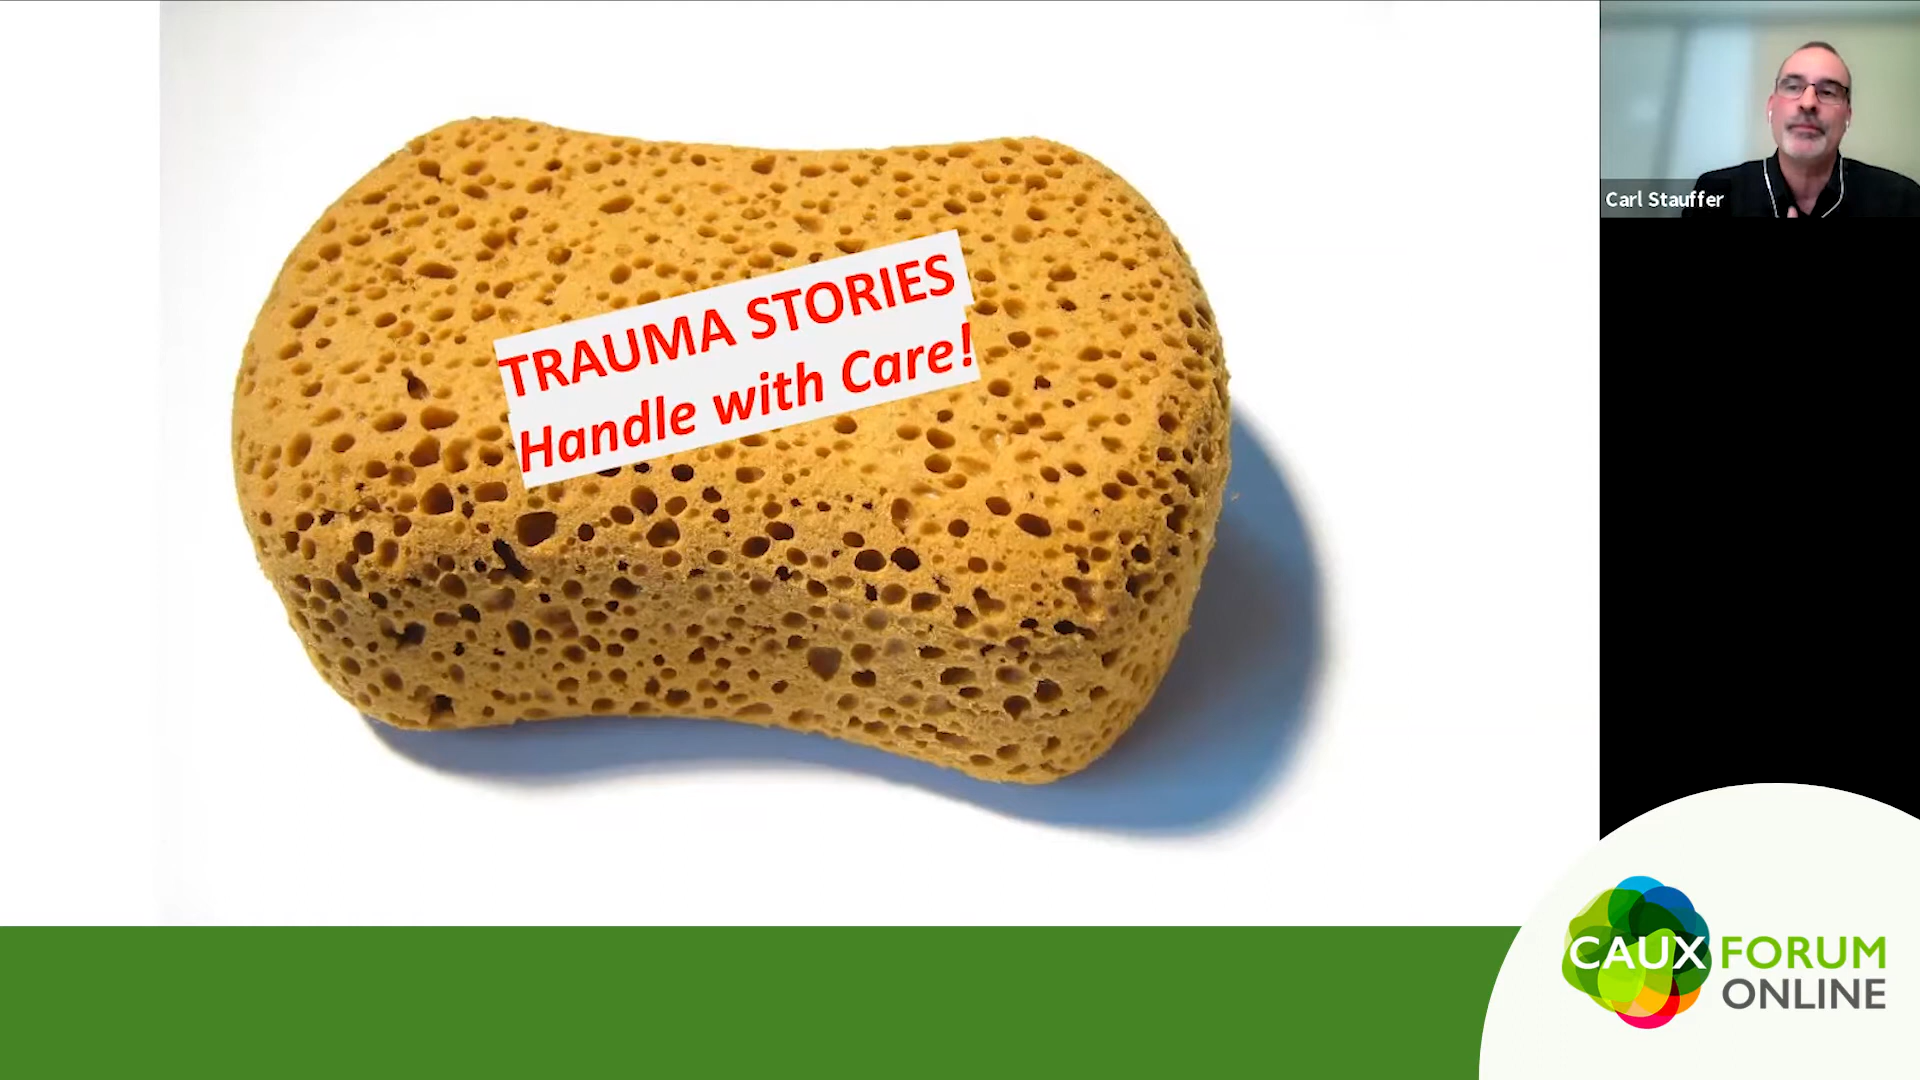 TRAUMA STORIES
Handle with Care!
Carl Stauffer
CAUX FORUM
ONLINE